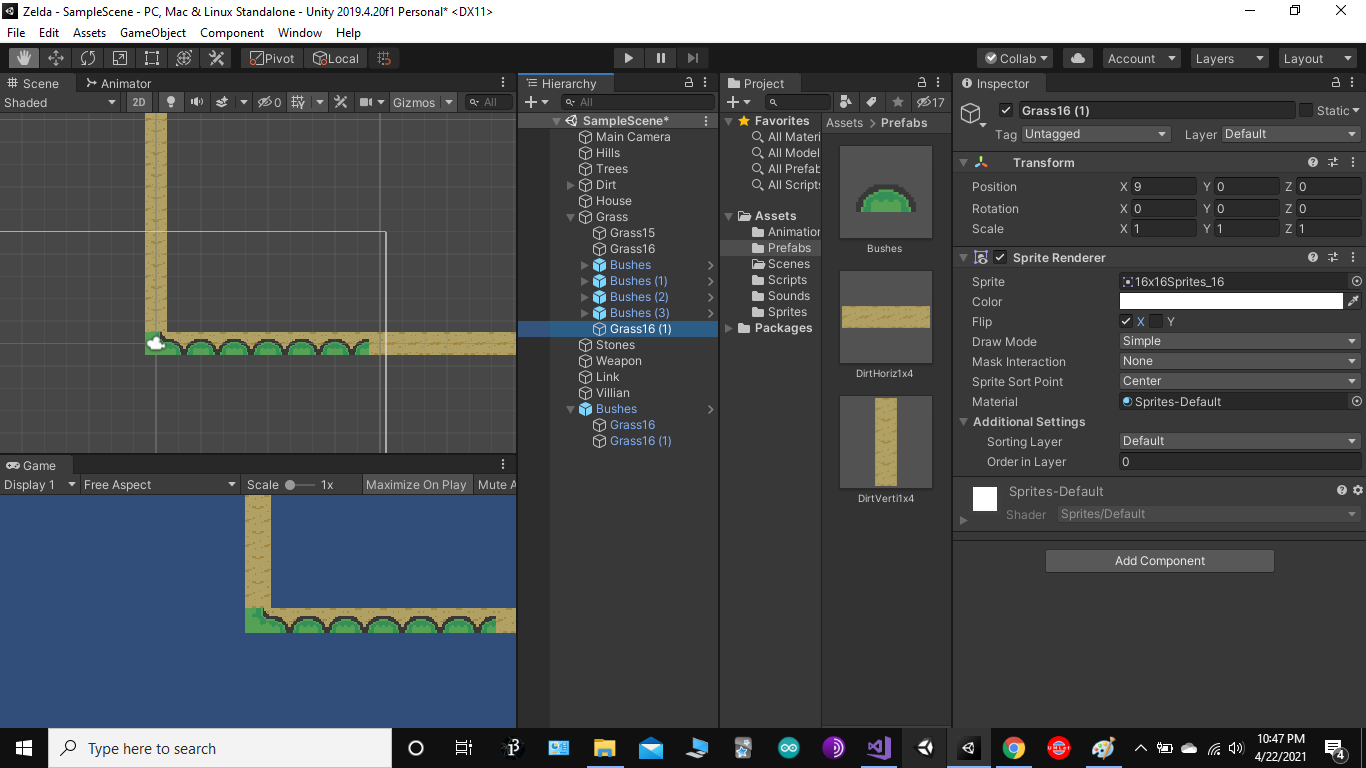 Zelda - SampleScene - PC, Mac & Linux Standalone - Unity 2019.4.20f1 Personal* <DX11>
File Edit Assets GameObject Component Window Help
Pivot Local Collab Account Layers Layout
Scene Animator
Shaded 2D 0 Gizmos All
Hierarchy
All
SampleScene*
Main Camera
Hills
Trees
Dirt
House
Grass
Grass15
Grass16
Bushes
Bushes (1)
Bushes (2)
Bushes (3)
Grass16 (1)
Stones
Weapon
Link
Villian
Bushes
Grass16
Grass16 (1)
Project
17
Favorites
All Materi
All Model
All Prefab
All Scripts
Assets
Animation
Prefabs
Scenes
Scripts
Sounds
Sprites
Packages
Assets > Prefabs
Bushes
DirtHoriz1x4
DirtVerti1x4
Inspector
Grass16 (1) Static
Tag Untagged Layer Default
Transform
Position X 9 Y 0 Z 0
Rotation X 0 Y 0 Z 0
Scale X 1 Y 1 Z 1
Sprite Renderer
Sprite 16x16Sprites_16
Color
Flip X Y
Draw Mode Simple
Mask Interaction None
Sprite Sort Point Center
Material Sprites-Default
Additional Settings
Sorting Layer Default
Order in Layer 0
Sprites-Default
Shader Sprites/Default
Add Component
Game
Display 1 Free Aspect Scale 1x Maximize On Play Mute A
Type here to search
10:47 PM
4/22/2021
4